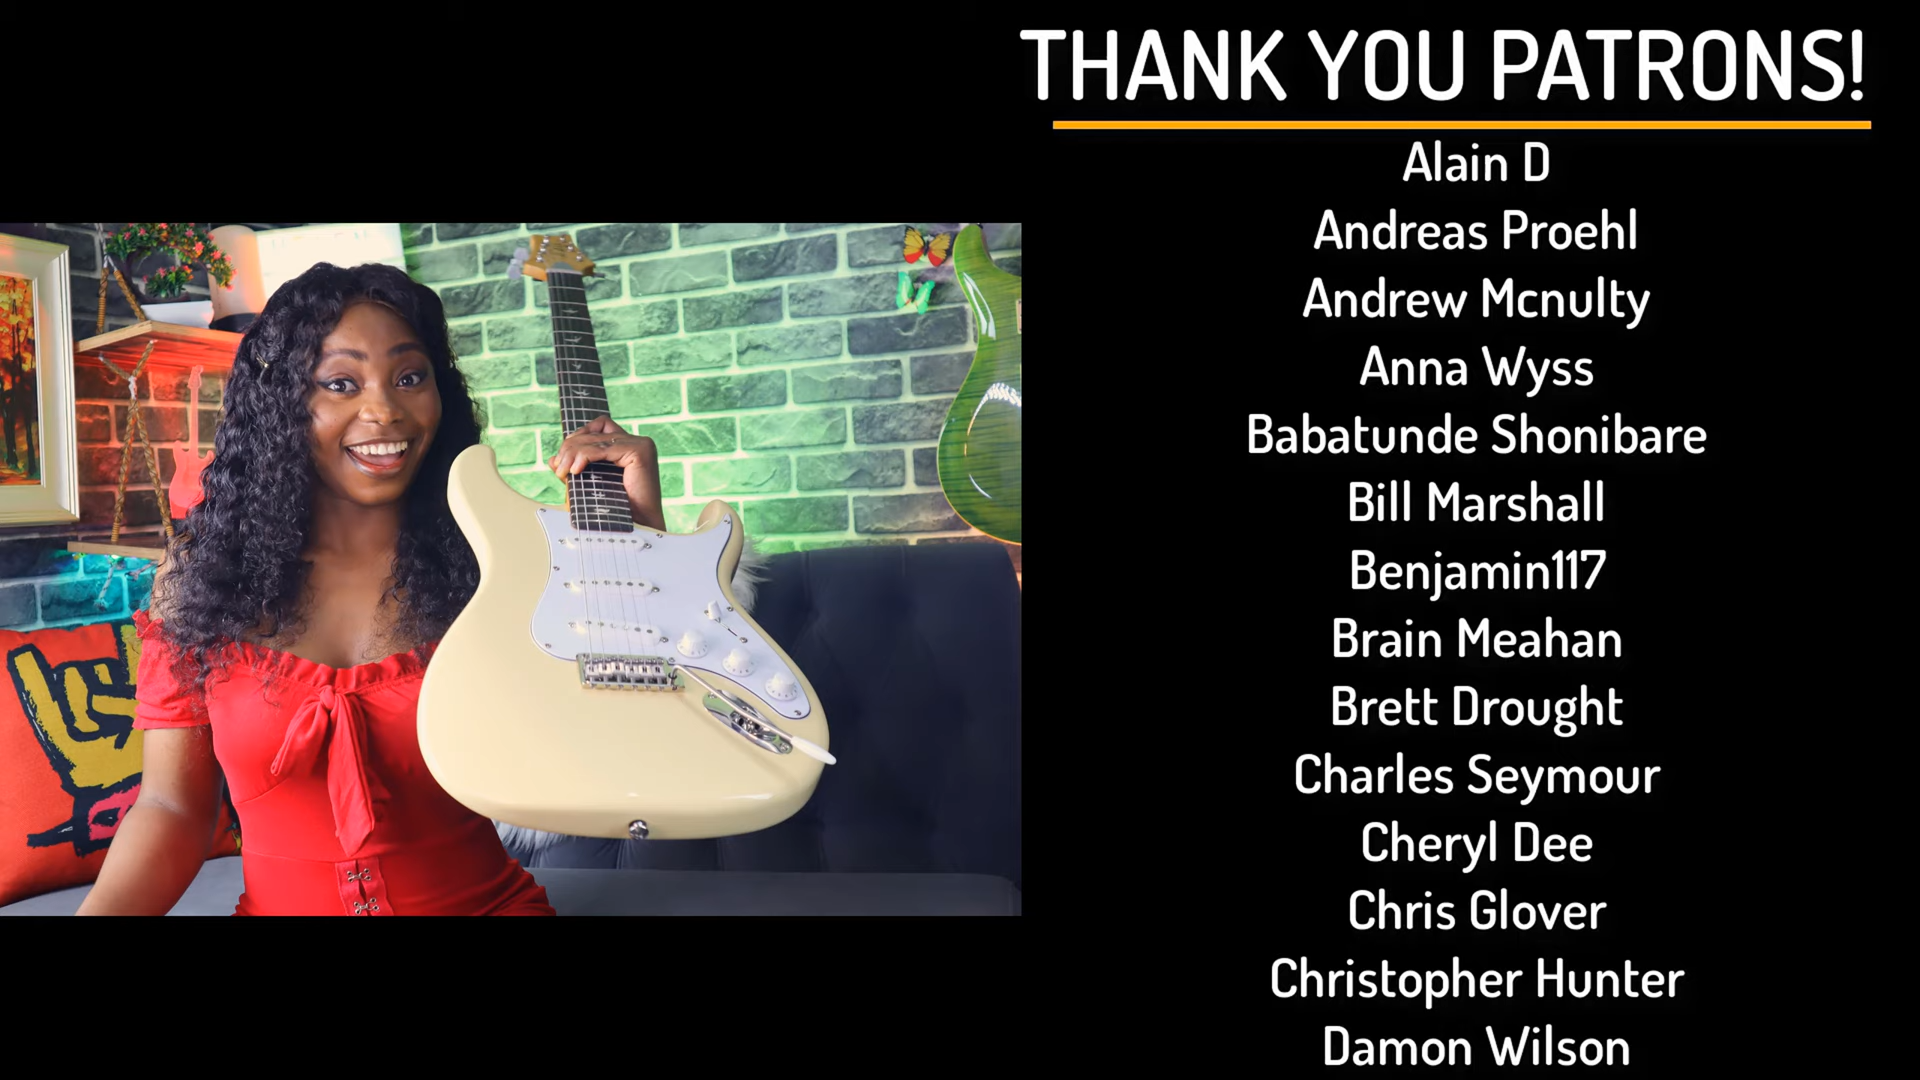 THANK YOU PATRONS!
Alain D
Andreas Proehl
Andrew Mcnulty
Anna Wyss
Babatunde Shonibare
Bill Marshall
Benjamin117
Brain Meahan
Brett Drought
Charles Seymour
Cheryl Dee
Chris Glover
Christopher Hunter
Damon Wilson